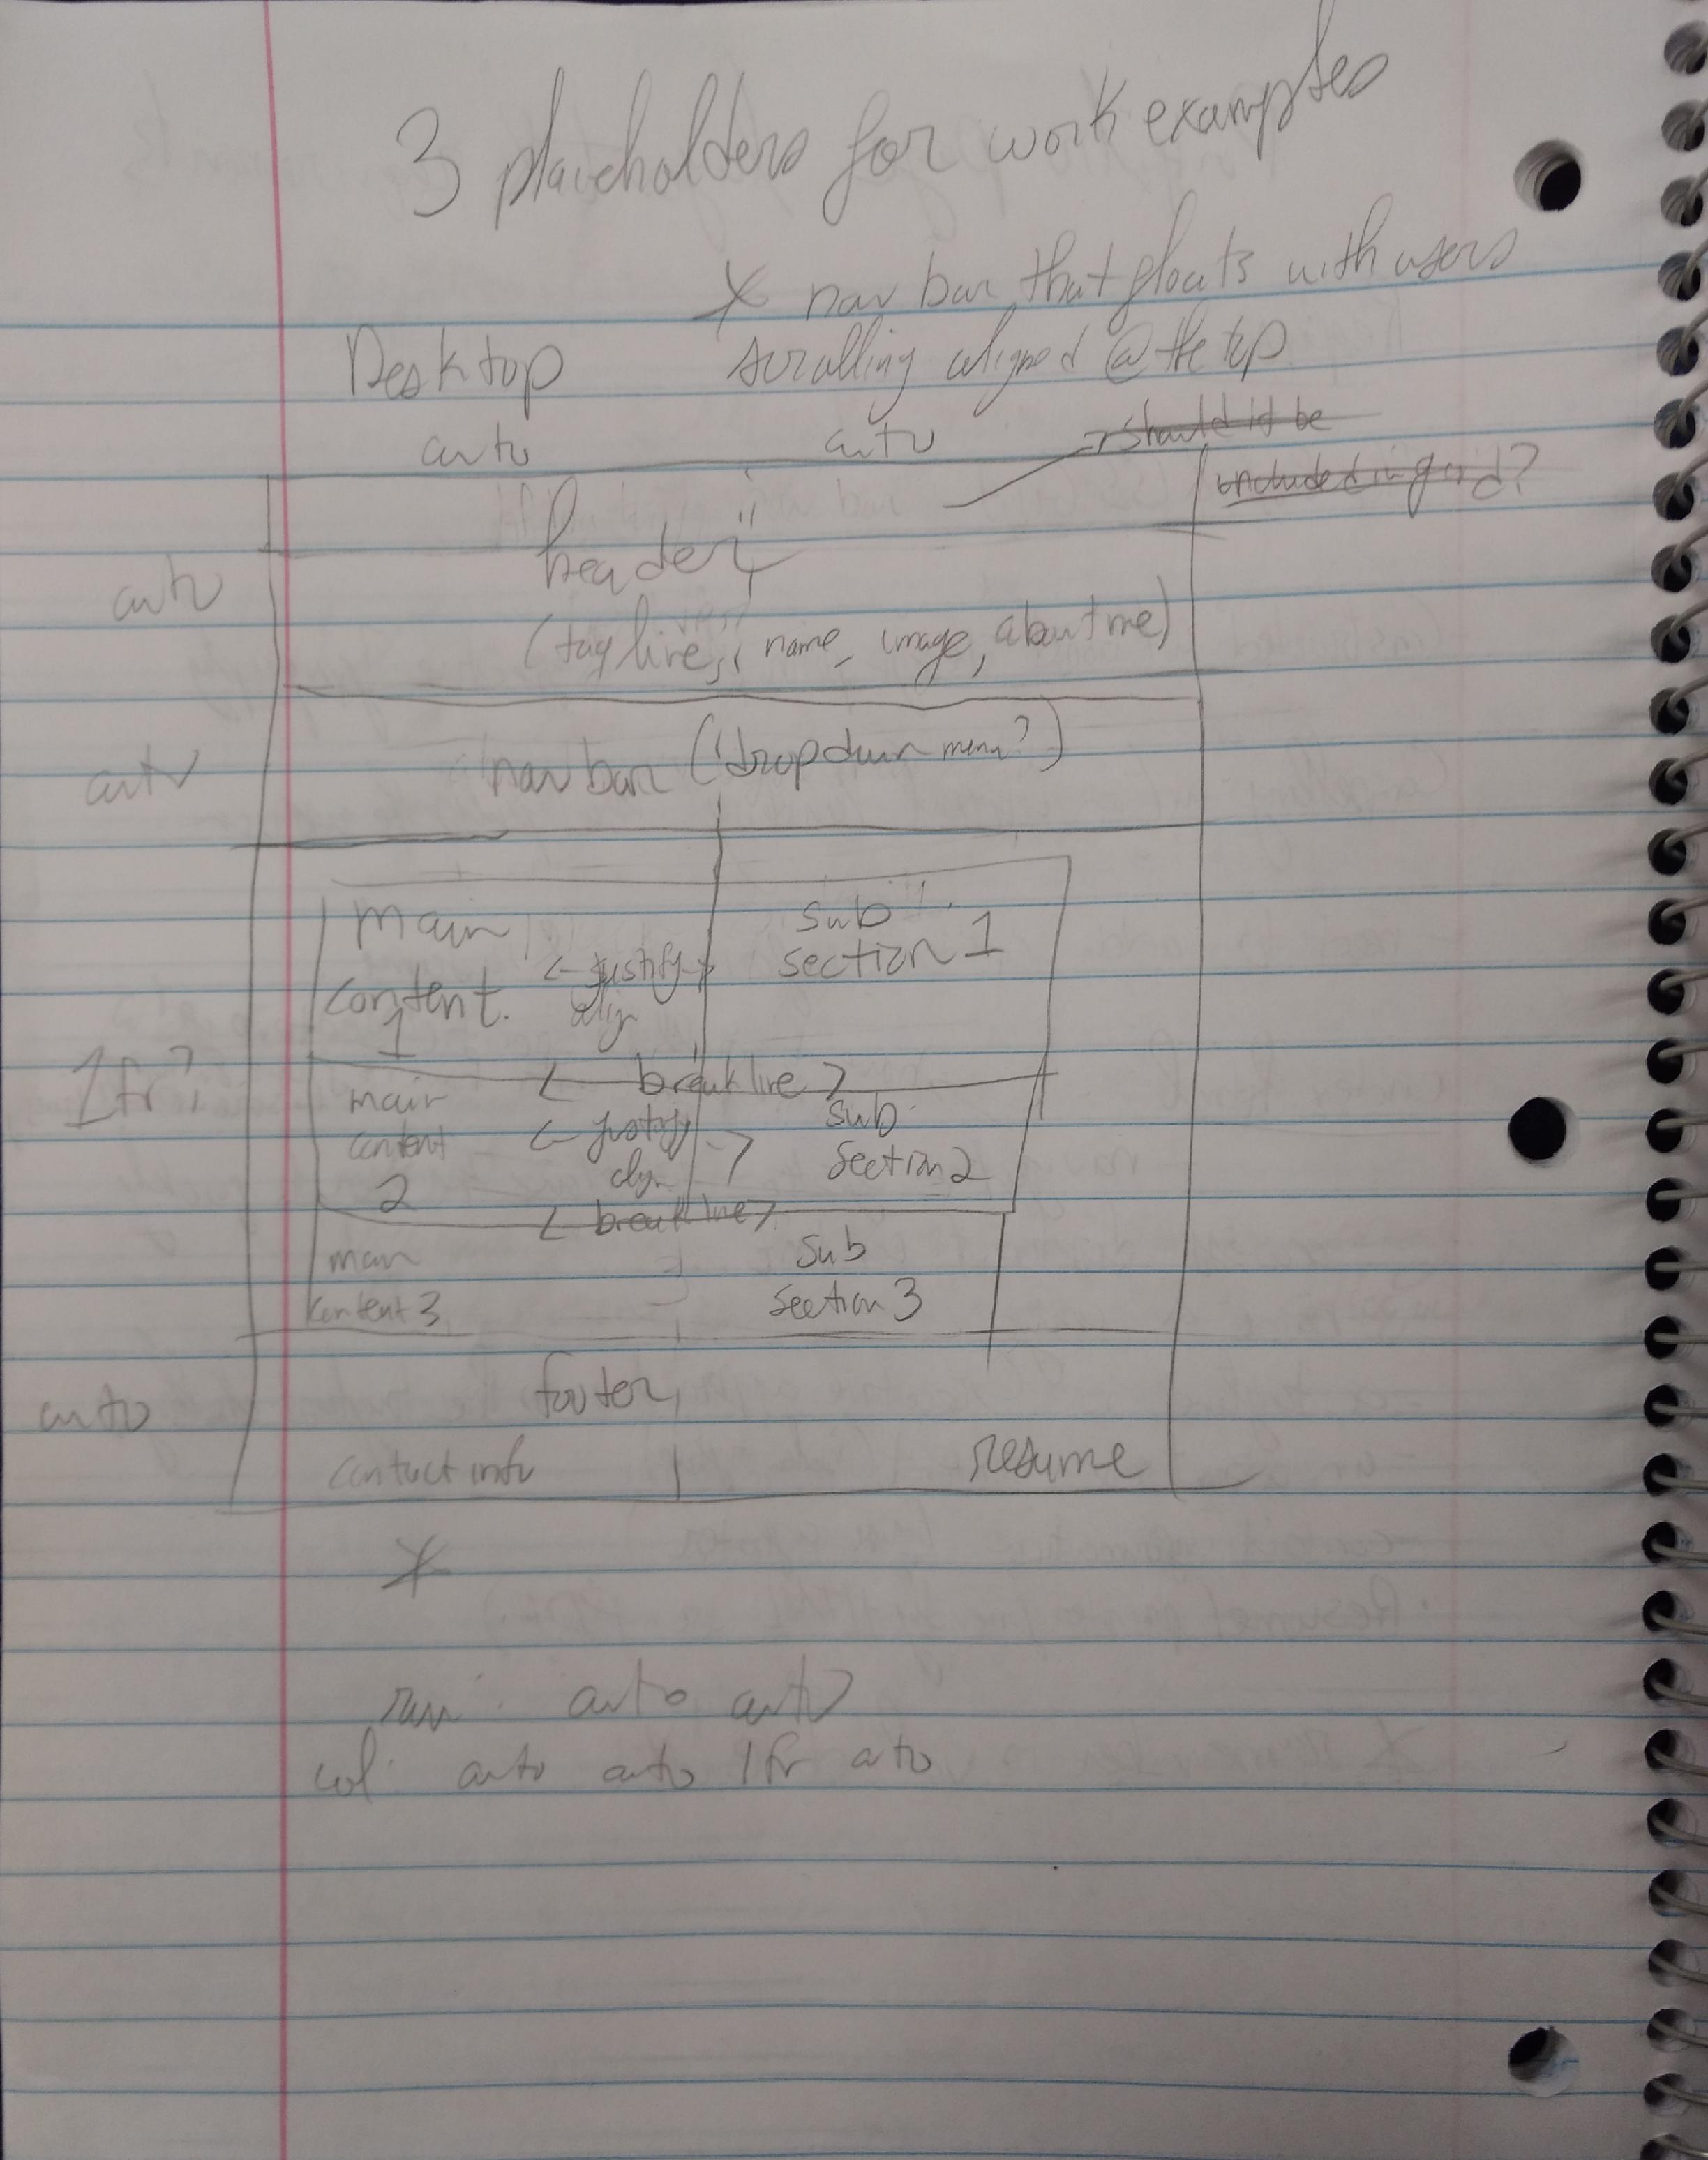 3 placeholders for work examples
* nav bar that floats with users
scrolling aligned @ the top
Desktop
auto auto
→ should it be
included in grid?
header
auto
(tagline, name, image, about me)
nav bar (dropdown menu?)
auto
main sub
content. <- justify -> section 1
1 align
1fr?
< break line >
main sub
content <- justify -> section 2
2 align
< break line >
main sub
content 3 section 3
footer
auto
contact info resume
*
row: auto auto
col: auto auto 1fr auto